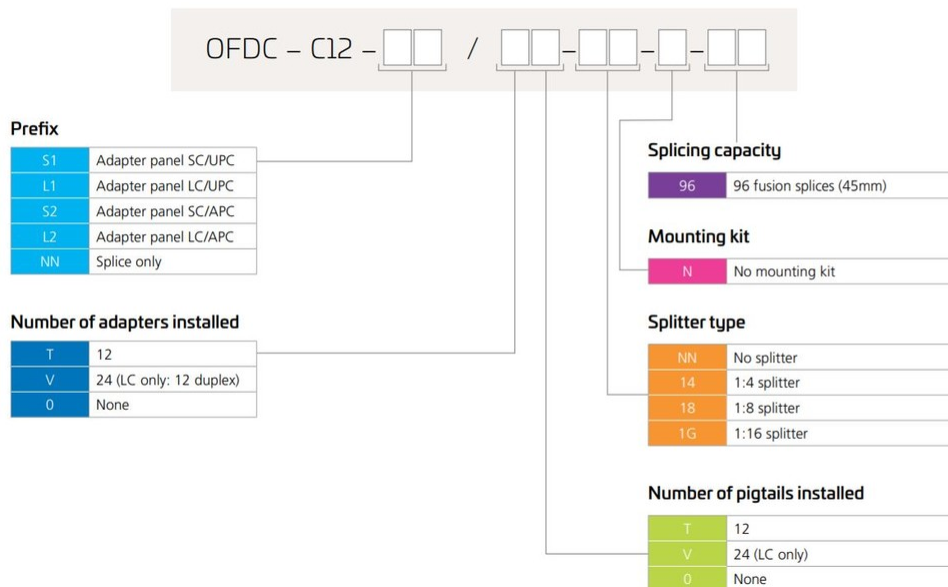 OFDC – C12 – / – – –
Prefix
S1 Adapter panel SC/UPC
L1 Adapter panel LC/UPC
S2 Adapter panel SC/APC
L2 Adapter panel LC/APC
NN Splice only
Number of adapters installed
T 12
V 24 (LC only: 12 duplex)
0 None
Splicing capacity
96 96 fusion splices (45mm)
Mounting kit
N No mounting kit
Splitter type
NN No splitter
14 1:4 splitter
18 1:8 splitter
1G 1:16 splitter
Number of pigtails installed
T 12
V 24 (LC only)
0 None